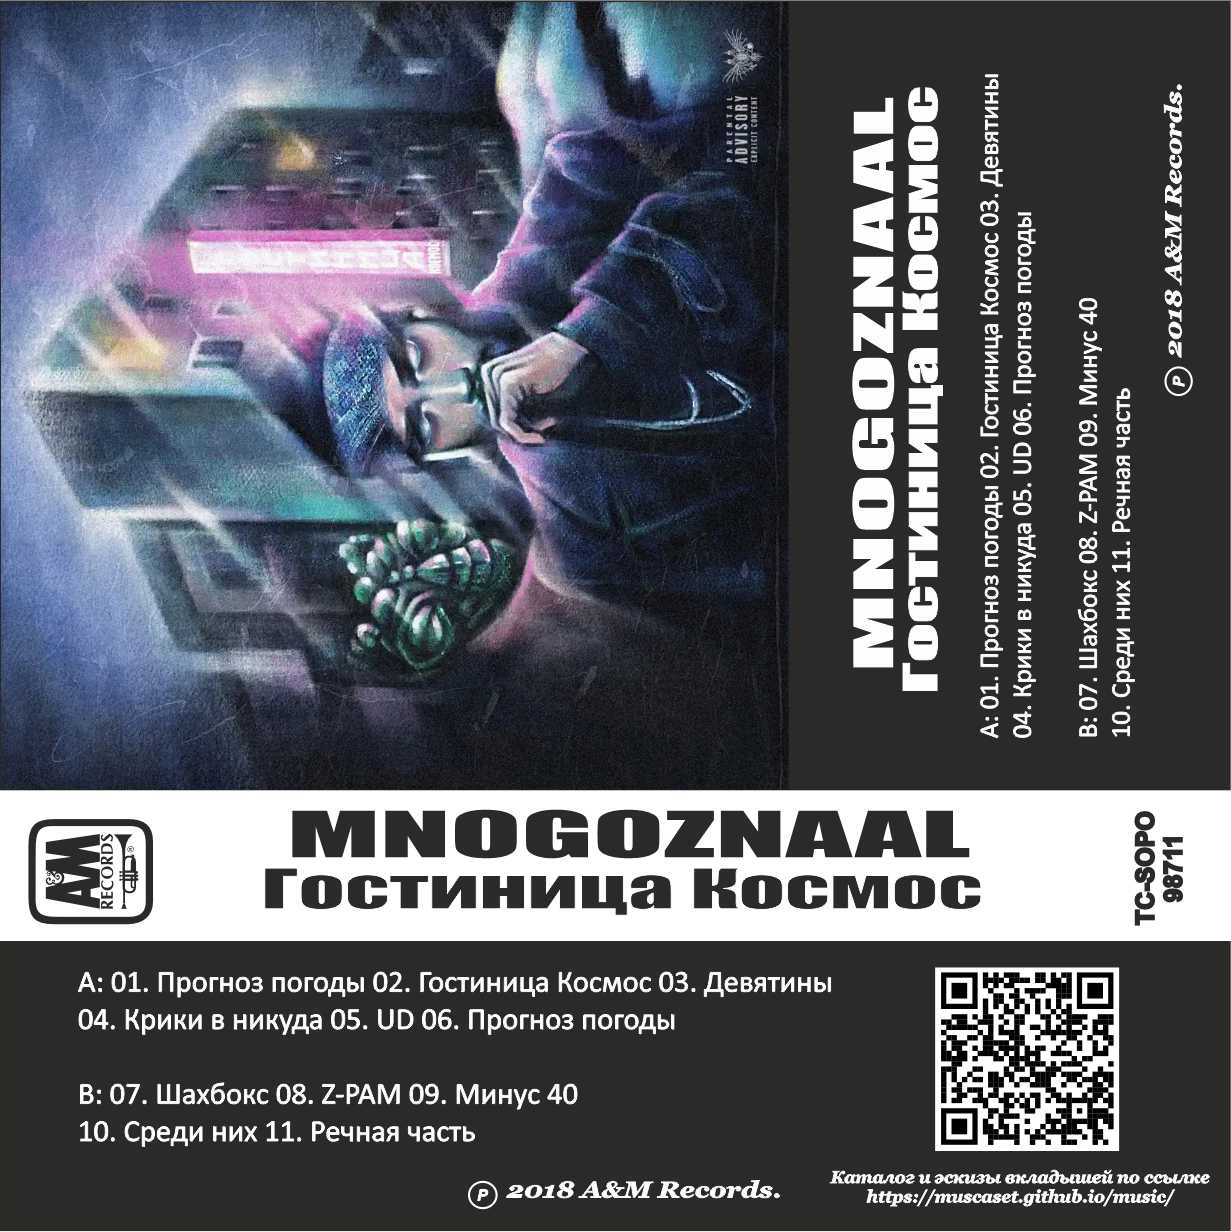 PARENTAL
ADVISORY
EXPLICIT CONTENT
ГОСТИНИЦА
КОСМОС
MNOGOZNAAL
Гостиница Космос
A: 01. Прогноз погоды 02. Гостиница Космос 03. Девятины
04. Крики в никуда 05. UD 06. Прогноз погоды
B: 07. Шахбокс 08. Z-PAM 09. Минус 40
10. Среди них 11. Речная часть
℗ 2018 A&M Records.
A&M
RECORDS
®
MNOGOZNAAL
Гостиница Космос
TC-SOPO
98711
A: 01. Прогноз погоды 02. Гостиница Космос 03. Девятины
04. Крики в никуда 05. UD 06. Прогноз погоды
B: 07. Шахбокс 08. Z-PAM 09. Минус 40
10. Среди них 11. Речная часть
℗ 2018 A&M Records.
Каталог и эскизы вкладышей по ссылке
https://muscaset.github.io/music/